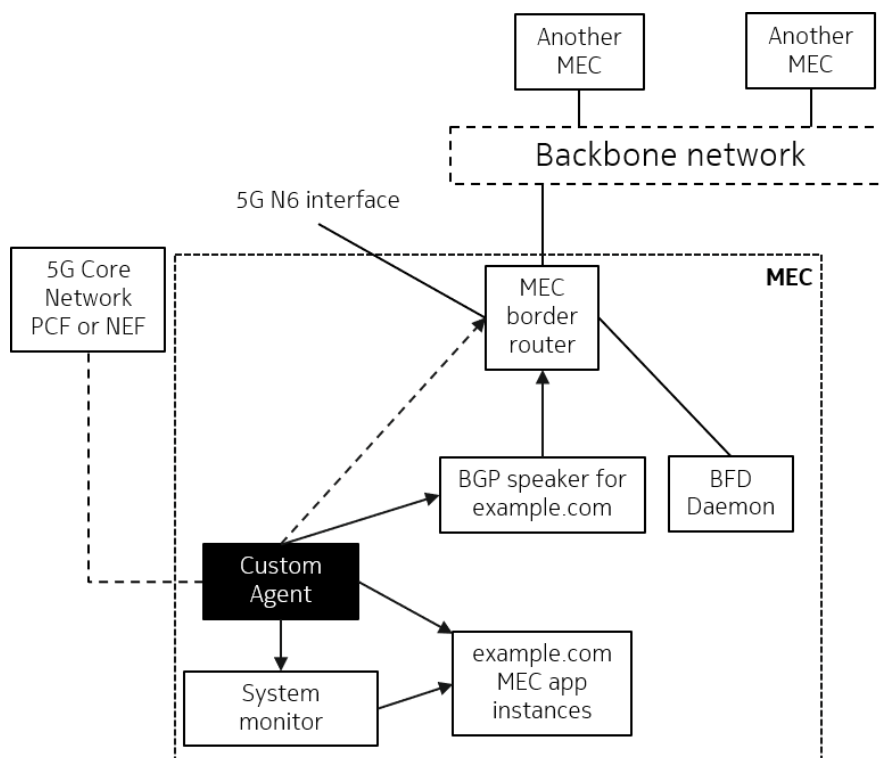 Another
MEC
Another
MEC
Backbone network
5G N6 interface
5G Core
Network
PCF or NEF
MEC
MEC
border
router
BGP speaker for
example.com
BFD
Daemon
Custom
Agent
example.com
MEC app
instances
System
monitor